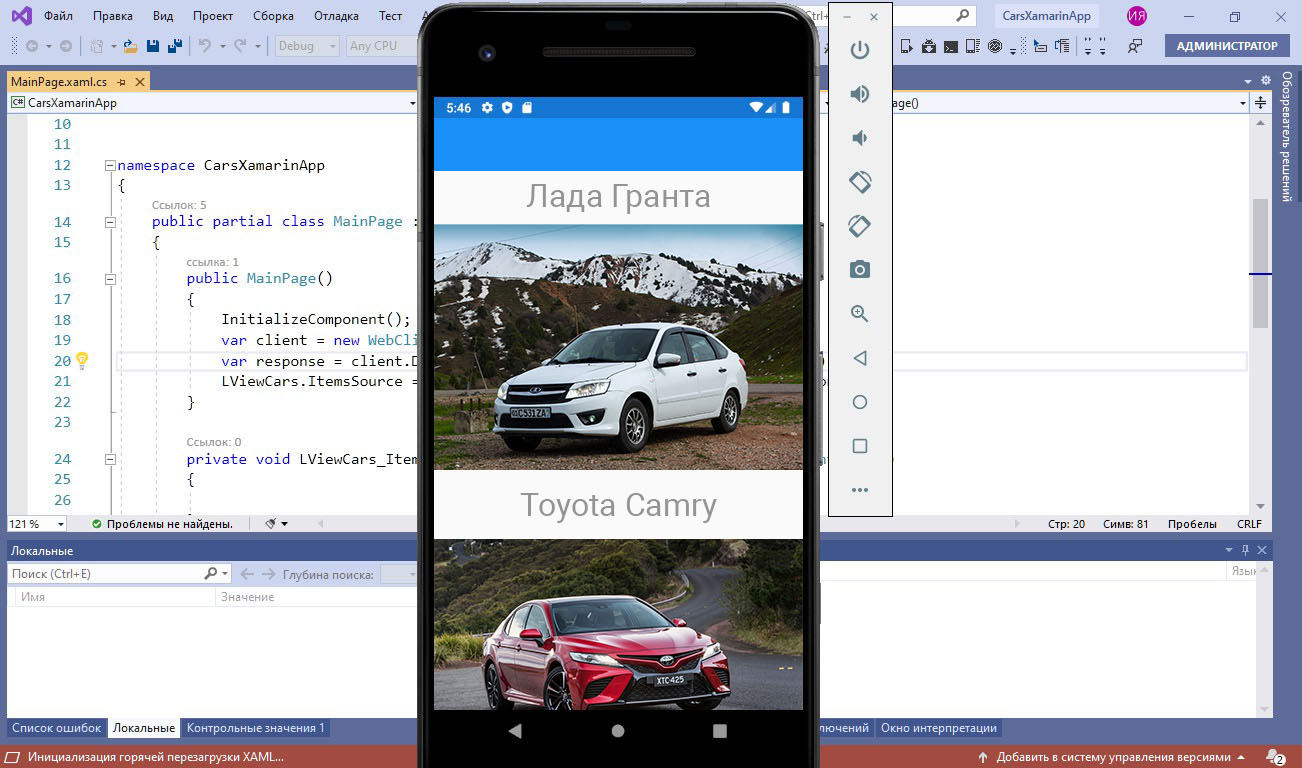 Файл Правка Вид Проект Сборка Отладка Тест
Ctrl+
CarsXamarinApp
ИЯ
Debug Any CPU
АДМИНИСТРАТОР
MainPage.xaml.cs
C# CarsXamarinApp
age()
Обозреватель решений
10
11
12 namespace CarsXamarinApp
13 {
Ссылок: 5
14 public partial class MainPage :
15 {
ссылка: 1
16 public MainPage()
17 {
18 InitializeComponent();
19 var client = new WebCli
20 var response = client.D
21 LViewCars.ItemsSource =
22 }
23
Ссылок: 0
24 private void LViewCars_Item
25 {
26
121 % Проблемы не найдены.
Стр: 20 Симв: 81 Пробелы CRLF
Локальные
Поиск (Ctrl+E) Глубина поиска:
Имя Значение
Язык
Список ошибок Локальные Контрольные значения 1
лючений Окно интерпретации
Инициализация горячей перезагрузки XAML...
Добавить в систему управления версиями
2
5:46
Лада Гранта
C531ZA
Toyota Camry
XTC·425